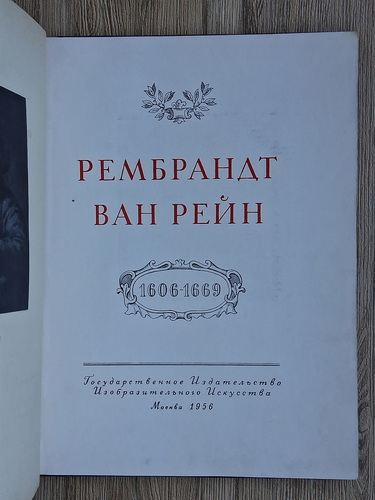 РЕМБРАНДТ
ВАН РЕЙН
1606-1669
Государственное Издательство
Изобразительного Искусства
Москва 1956